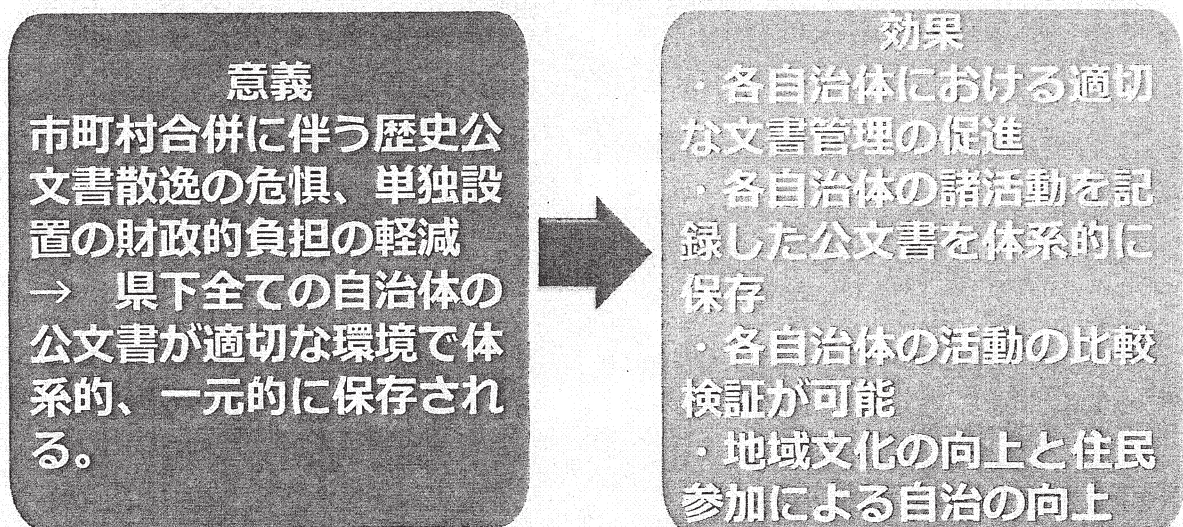 意義
市町村合併に伴う歴史公
文書散逸の危惧、単独設
置の財政的負担の軽減
→　県下全ての自治体の
公文書が適切な環境で体
系的、一元的に保存され
る。
効果
・各自治体における適切
な文書管理の促進
・各自治体の諸活動を記
録した公文書を体系的に
保存
・各自治体の活動の比較
検証が可能
・地域文化の向上と住民
参加による自治の向上